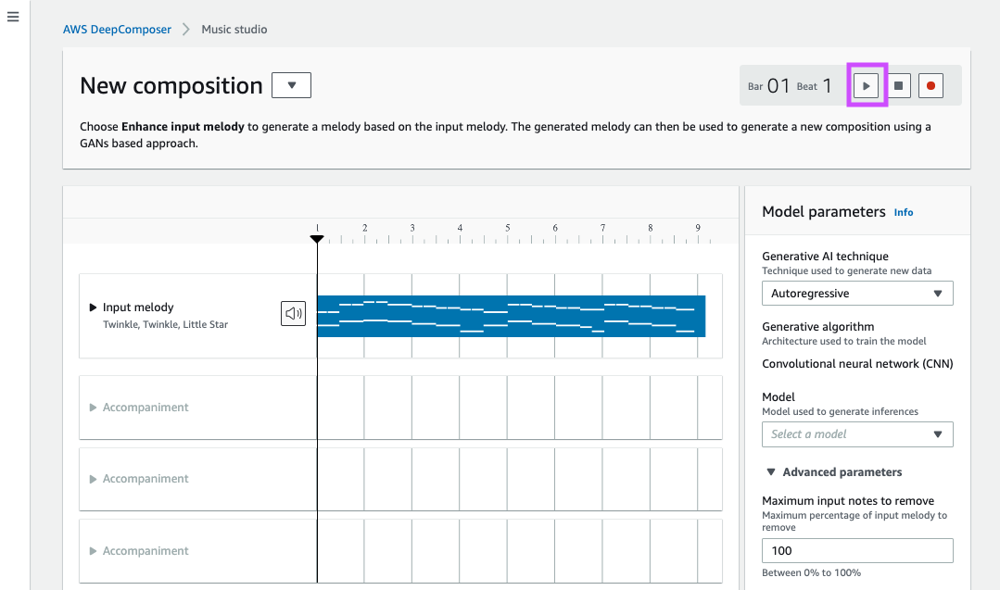 AWS DeepComposer
Music studio
New composition
Bar 01 Beat 1
Choose Enhance input melody to generate a melody based on the input melody. The generated melody can then be used to generate a new composition using a
GANs based approach.
1 2 3 4 5 6 7 8 9
Input melody
Twinkle, Twinkle, Little Star
Accompaniment
Accompaniment
Accompaniment
Model parameters Info
Generative AI technique
Technique used to generate new data
Autoregressive
Generative algorithm
Architecture used to train the model
Convolutional neural network (CNN)
Model
Model used to generate inferences
Select a model
Advanced parameters
Maximum input notes to remove
Maximum percentage of input melody to
remove
100
Between 0% to 100%